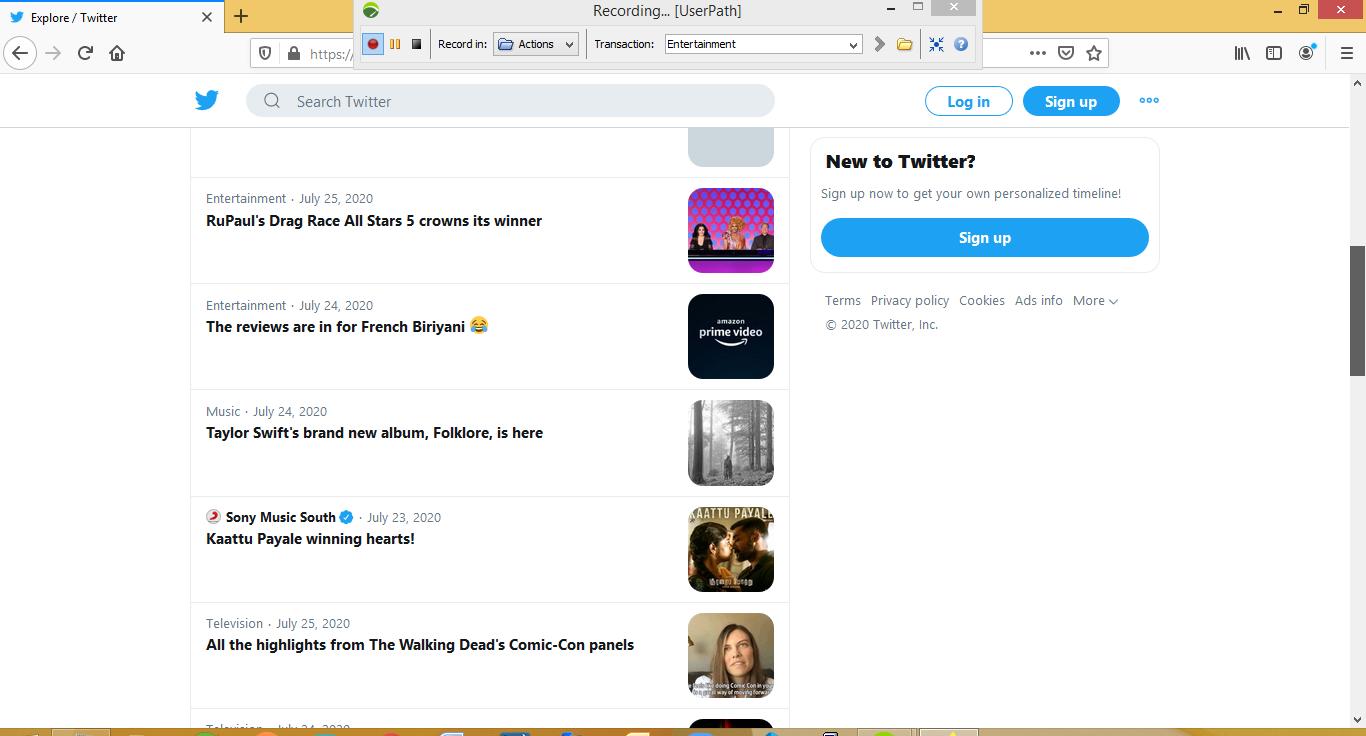 Explore / Twitter
Recording... [UserPath]
Record in:
Actions
Transaction:
Entertainment
https:/
Search Twitter
Log in
Sign up
Entertainment · July 25, 2020
RuPaul's Drag Race All Stars 5 crowns its winner
Entertainment · July 24, 2020
The reviews are in for French Biriyani 😂
amazon
prime video
Music · July 24, 2020
Taylor Swift's brand new album, Folklore, is here
Sony Music South · July 23, 2020
Kaattu Payale winning hearts!
KAATTU PAYALE
Television · July 25, 2020
All the highlights from The Walking Dead's Comic-Con panels
New to Twitter?
Sign up now to get your own personalized timeline!
Sign up
Terms Privacy policy Cookies Ads info More
© 2020 Twitter, Inc.